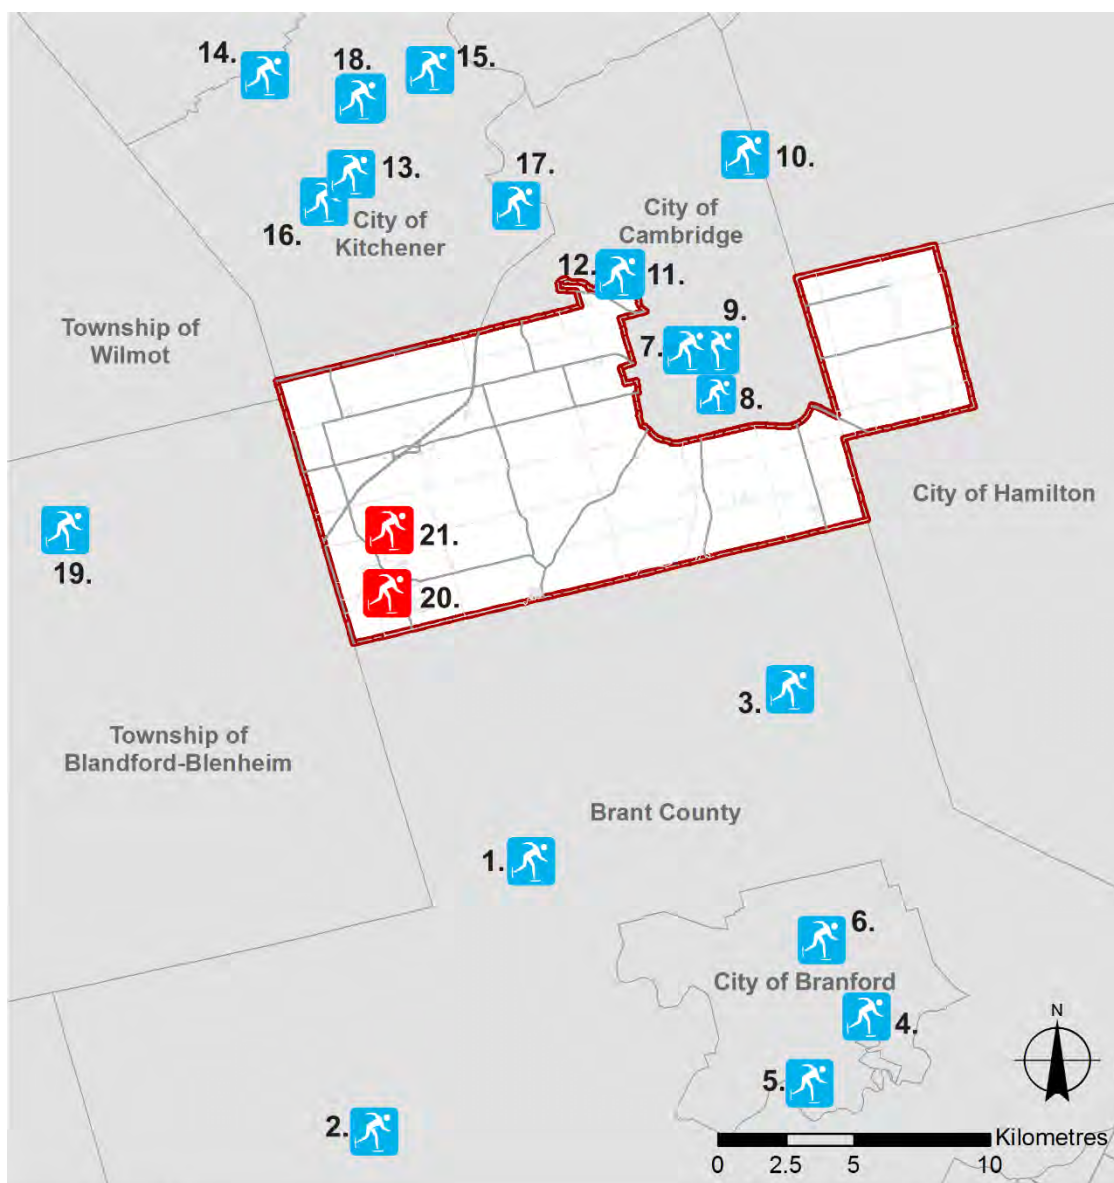 14.
18.
15.
13.
17.
10.
16.
City of
Kitchener
City of
Cambridge
12.
11.
Township of
Wilmot
9.
7.
8.
City of Hamilton
21.
19.
20.
3.
Township of
Blandford-Blenheim
Brant County
1.
6.
City of Branford
4.
N
5.
2.
Kilometres
0 2.5 5 10